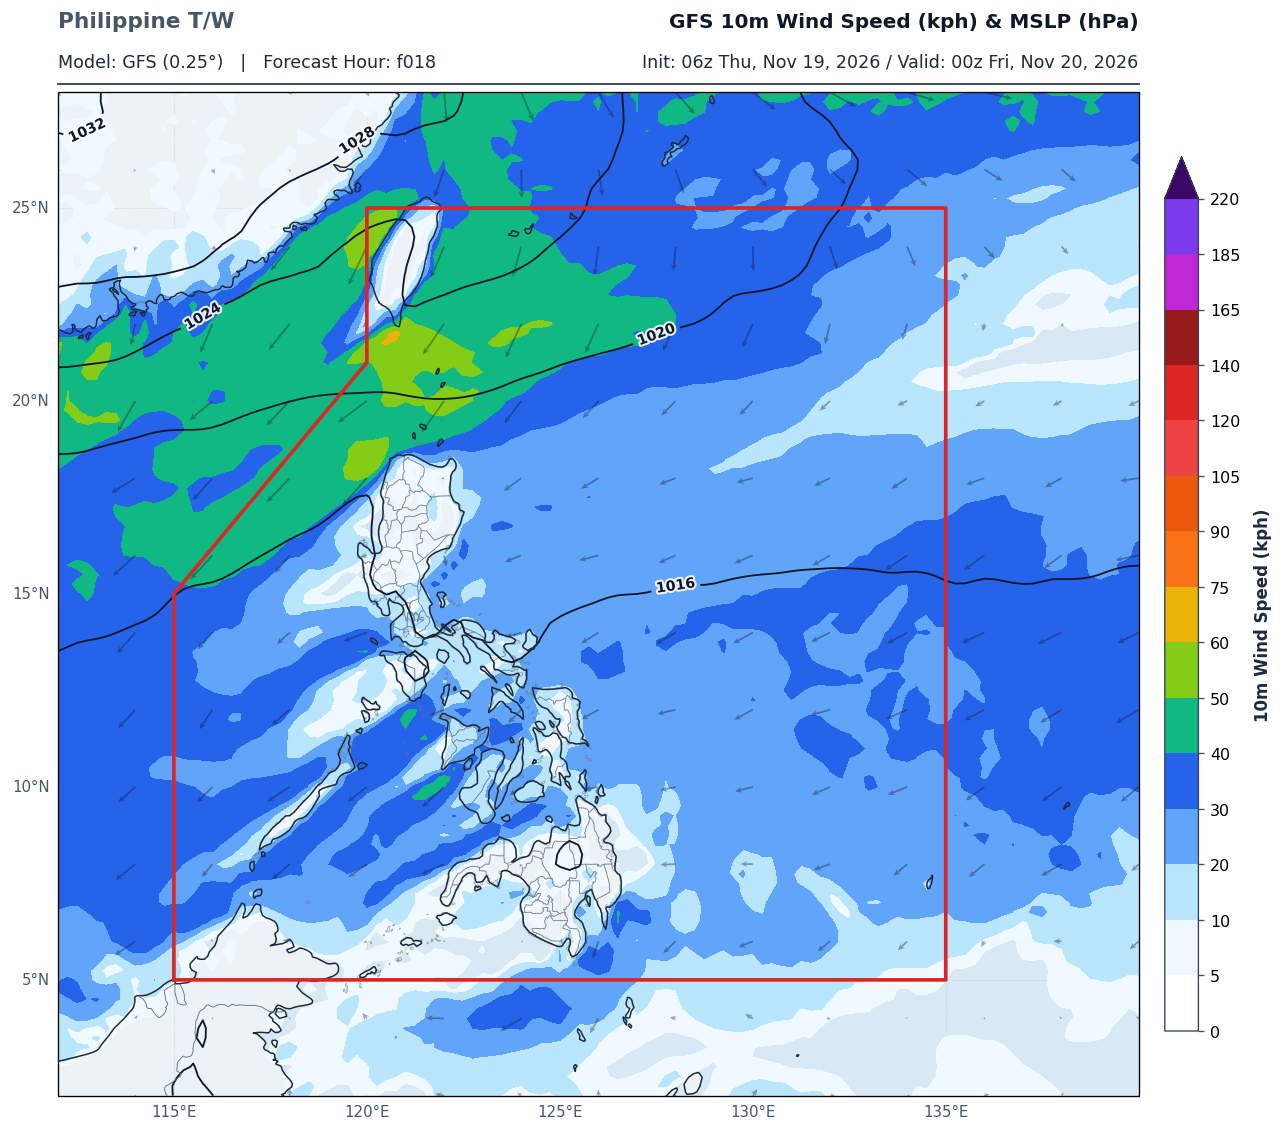 Philippine T/W
GFS 10m Wind Speed (kph) & MSLP (hPa)
Model: GFS (0.25°)   |   Forecast Hour: f018
Init: 06z Thu, Nov 19, 2026 / Valid: 00z Fri, Nov 20, 2026
1032
1028
1024
1020
1016
25°N
20°N
15°N
10°N
5°N
115°E
120°E
125°E
130°E
135°E
220
185
165
140
120
105
90
75
60
50
40
30
20
10
5
0
10m Wind Speed (kph)